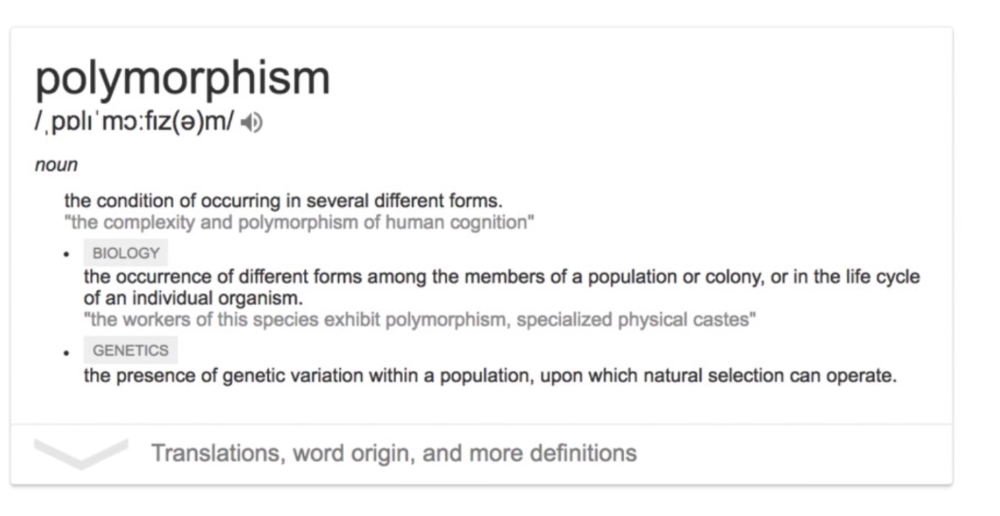 polymorphism
/ˌpɒlɪˈmɔːfɪz(ə)m/
noun
the condition of occurring in several different forms.
"the complexity and polymorphism of human cognition"
• BIOLOGY
the occurrence of different forms among the members of a population or colony, or in the life cycle
of an individual organism.
"the workers of this species exhibit polymorphism, specialized physical castes"
• GENETICS
the presence of genetic variation within a population, upon which natural selection can operate.
Translations, word origin, and more definitions